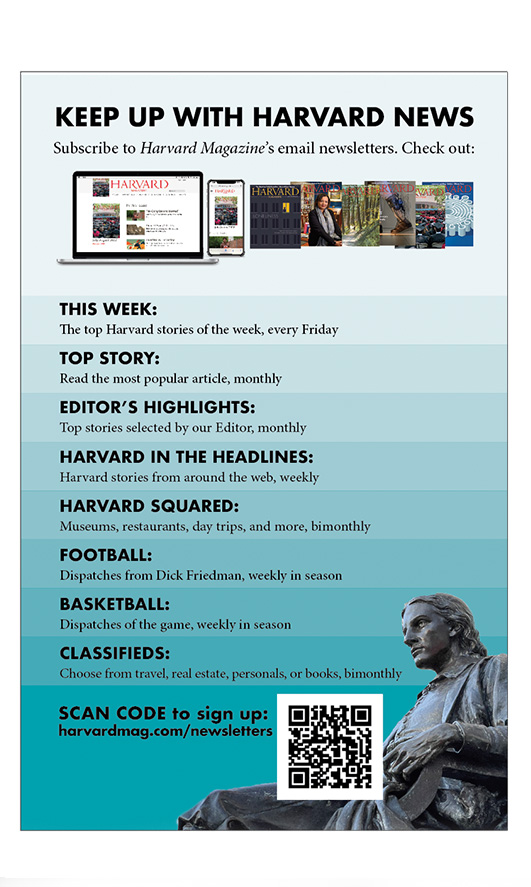 KEEP UP WITH HARVARD NEWS
Subscribe to Harvard Magazine's email newsletters. Check out:
HARVARD
HARVARD
THIS WEEK:
The top Harvard stories of the week, every Friday
TOP STORY:
Read the most popular article, monthly
EDITOR'S HIGHLIGHTS:
Top stories selected by our Editor, monthly
HARVARD IN THE HEADLINES:
Harvard stories from around the web, weekly
HARVARD SQUARED:
Museums, restaurants, day trips, and more, bimonthly
FOOTBALL:
Dispatches from Dick Friedman, weekly in season
BASKETBALL:
Dispatches of the game, weekly in season
CLASSIFIEDS:
Choose from travel, real estate, personals, or books, bimonthly
SCAN CODE to sign up:
harvardmag.com/newsletters